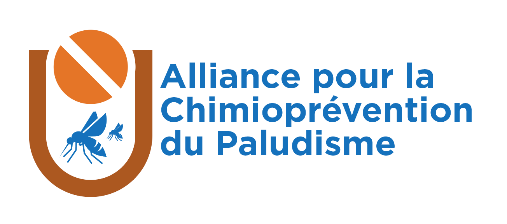 Alliance pour la
Chimioprévention
du Paludisme